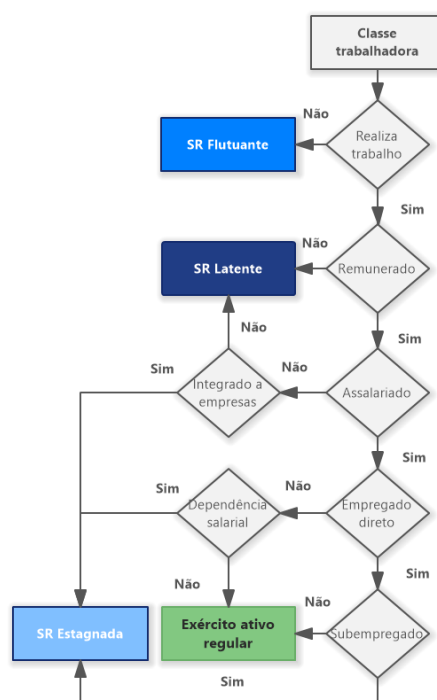 Classe
trabalhadora
Não
Realiza
trabalho
SR Flutuante
Sim
Não
Remunerado
SR Latente
Sim
Não
Sim
Não
Integrado a
empresas
Assalariado
Sim
Sim
Não
Dependência
salarial
Empregado
direto
Sim
Não
Não
SR Estagnada
Exército ativo
regular
Subempregado
Sim